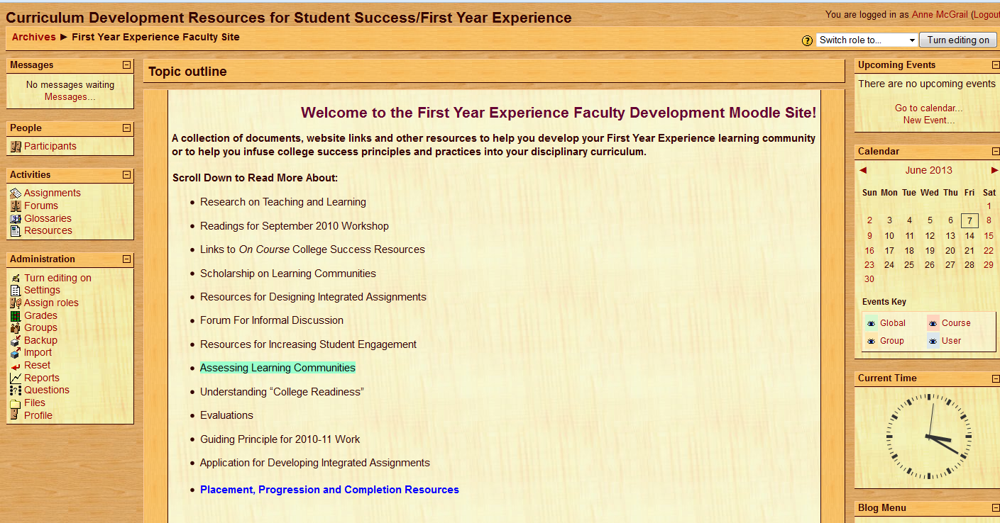 Curriculum Development Resources for Student Success/First Year Experience
You are logged in as Anne McGrail (Logout
Archives ► First Year Experience Faculty Site
Switch role to...
Turn editing on
Messages
No messages waiting
Messages...
People
Participants
Activities
Assignments
Forums
Glossaries
Resources
Administration
Turn editing on
Settings
Assign roles
Grades
Groups
Backup
Import
Reset
Reports
Questions
Files
Profile
Topic outline
Welcome to the First Year Experience Faculty Development Moodle Site!
A collection of documents, website links and other resources to help you develop your First Year Experience learning community
or to help you infuse college success principles and practices into your disciplinary curriculum.
Scroll Down to Read More About:
• Research on Teaching and Learning
• Readings for September 2010 Workshop
• Links to On Course College Success Resources
• Scholarship on Learning Communities
• Resources for Designing Integrated Assignments
• Forum For Informal Discussion
• Resources for Increasing Student Engagement
• Assessing Learning Communities
• Understanding “College Readiness”
• Evaluations
• Guiding Principle for 2010-11 Work
• Application for Developing Integrated Assignments
• Placement, Progression and Completion Resources
Upcoming Events
There are no upcoming events
Go to calendar...
New Event...
Calendar
◄ June 2013 ►
Sun Mon Tue Wed Thu Fri Sat
1
2 3 4 5 6 7 8
9 10 11 12 13 14 15
16 17 18 19 20 21 22
23 24 25 26 27 28 29
30
Events Key
Global Course
Group User
Current Time
Blog Menu